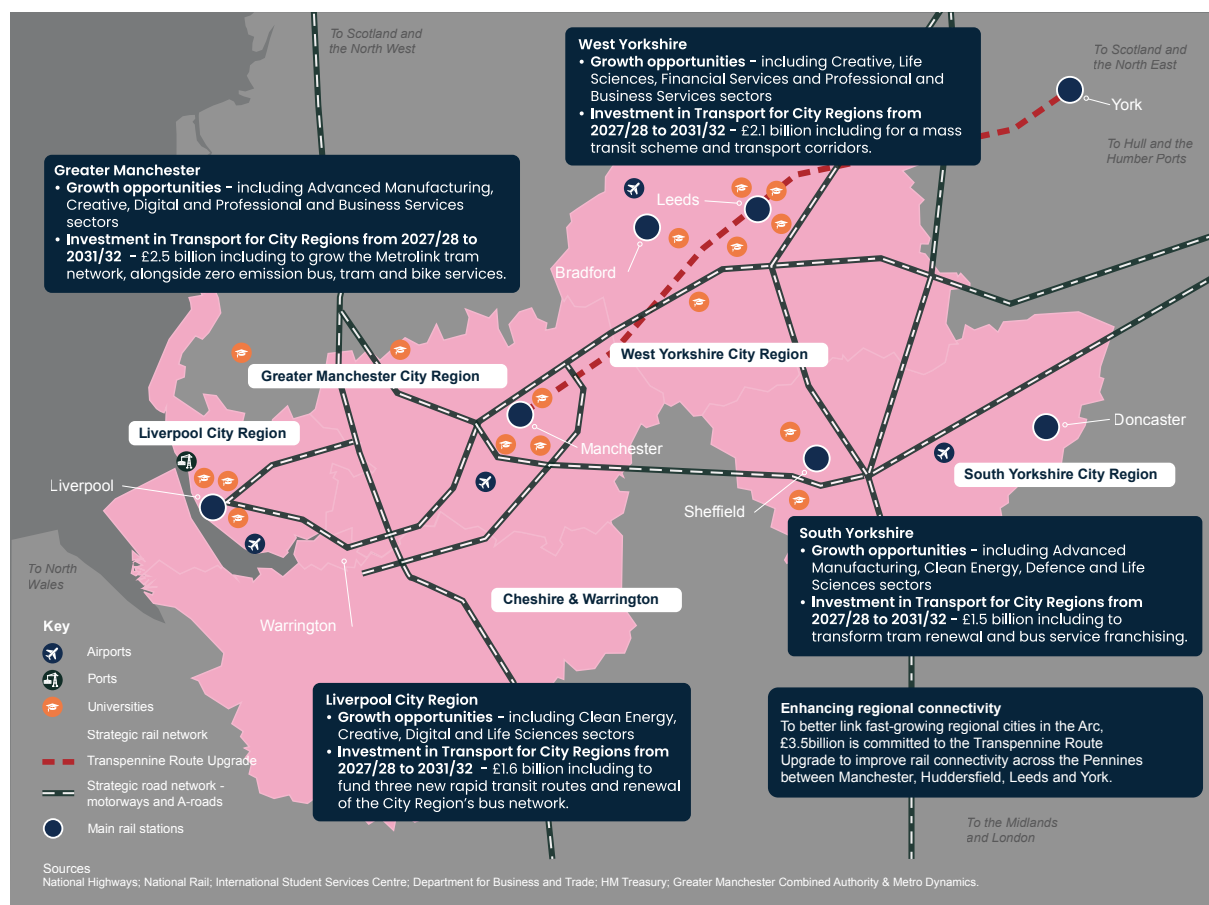 To Scotland and
the North West
West Yorkshire
• Growth opportunities - including Creative, Life
Sciences, Financial Services and Professional and
Business Services sectors
• Investment in Transport for City Regions from
2027/28 to 2031/32 - £2.1 billion including for a mass
transit scheme and transport corridors.
To Scotland and
the North East
York
To Hull and the
Humber Ports
Greater Manchester
• Growth opportunities - including Advanced Manufacturing,
Creative, Digital and Professional and Business Services
sectors
• Investment in Transport for City Regions from 2027/28 to
2031/32 - £2.5 billion including to grow the Metrolink tram
network, alongside zero emission bus, tram and bike services.
Leeds
Bradford
West Yorkshire City Region
Greater Manchester City Region
Liverpool City Region
Manchester
Doncaster
South Yorkshire City Region
Liverpool
Sheffield
South Yorkshire
• Growth opportunities - including Advanced
Manufacturing, Clean Energy, Defence and Life
Sciences sectors
• Investment in Transport for City Regions from
2027/28 to 2031/32 - £1.5 billion including to
transform tram renewal and bus service franchising.
To North
Wales
Cheshire & Warrington
Warrington
Key
Airports
Ports
Universities
Strategic rail network
Transpennine Route Upgrade
Strategic road network -
motorways and A-roads
Main rail stations
Liverpool City Region
• Growth opportunities - including Clean Energy,
Creative, Digital and Life Sciences sectors
• Investment in Transport for City Regions from
2027/28 to 2031/32 - £1.6 billion including to
fund three new rapid transit routes and renewal
of the City Region's bus network.
Enhancing regional connectivity
To better link fast-growing regional cities in the Arc,
£3.5billion is committed to the Transpennine Route
Upgrade to improve rail connectivity across the Pennines
between Manchester, Huddersfield, Leeds and York.
To the Midlands
and London
Sources
National Highways; National Rail; International Student Services Centre; Department for Business and Trade; HM Treasury; Greater Manchester Combined Authority & Metro Dynamics.